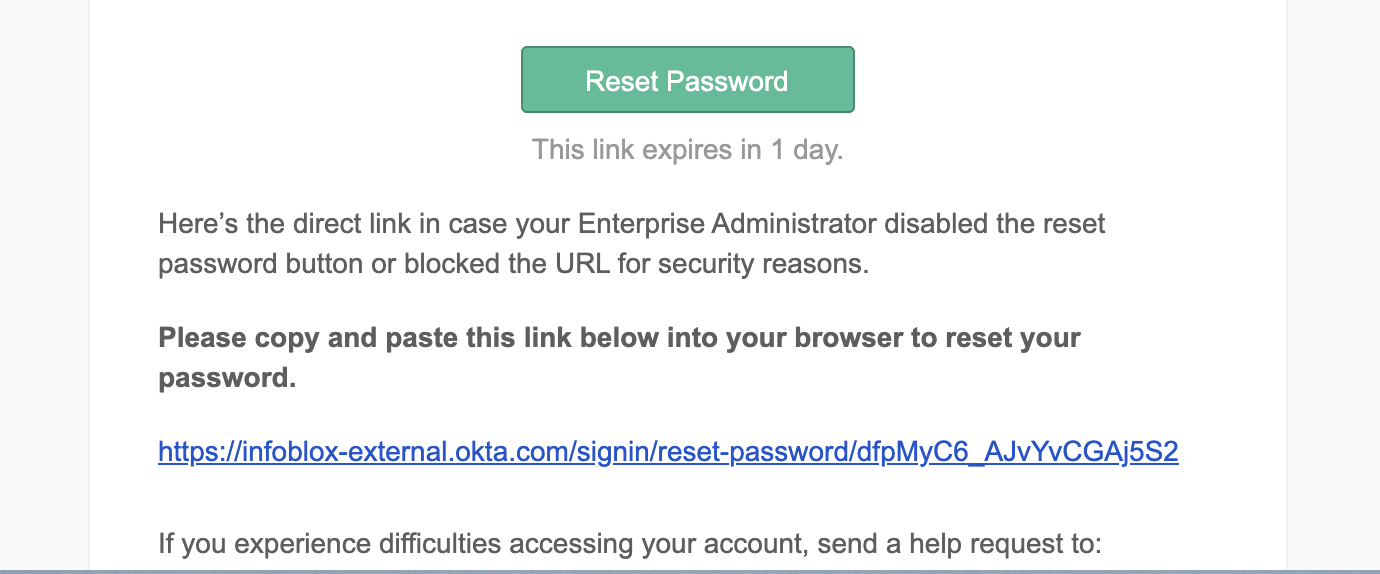 Reset Password
This link expires in 1 day.
Here’s the direct link in case your Enterprise Administrator disabled the reset
password button or blocked the URL for security reasons.
Please copy and paste this link below into your browser to reset your
password.
https://infoblox-external.okta.com/signin/reset-password/dfpMyC6_AJvYvCGAj5S2
If you experience difficulties accessing your account, send a help request to: